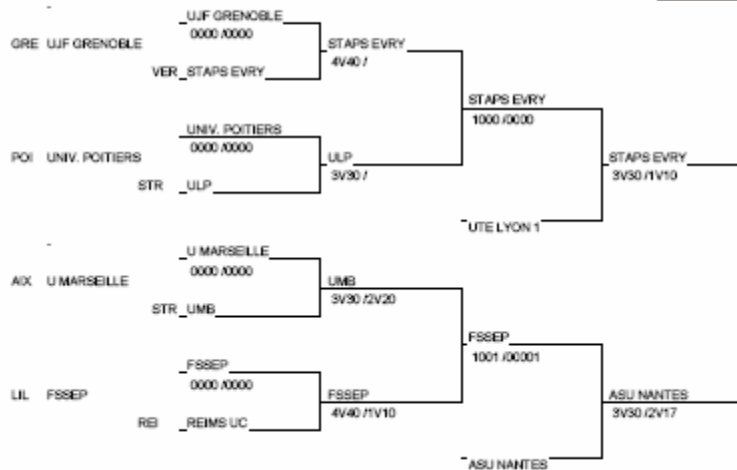 -
UJF GRENOBLE
0000 /0000
GRE UJF GRENOBLE
STAPS EVRY
4V40 /
VER STAPS EVRY
STAPS EVRY
1000 /0000
UNIV. POITIERS
0000 /0000
POI UNIV. POITIERS
ULP
3V30 /
STAPS EVRY
3V30 /1V10
STR ULP
UTE LYON 1
-
U MARSEILLE
0000 /0000
AIX U MARSEILLE
UMB
3V30 /2V20
STR UMB
FSSEP
1001 /00001
FSSEP
0000 /0000
LIL FSSEP
FSSEP
4V40 /1V10
ASU NANTES
3V30 /2V17
REI REIMS UC
ASU NANTES